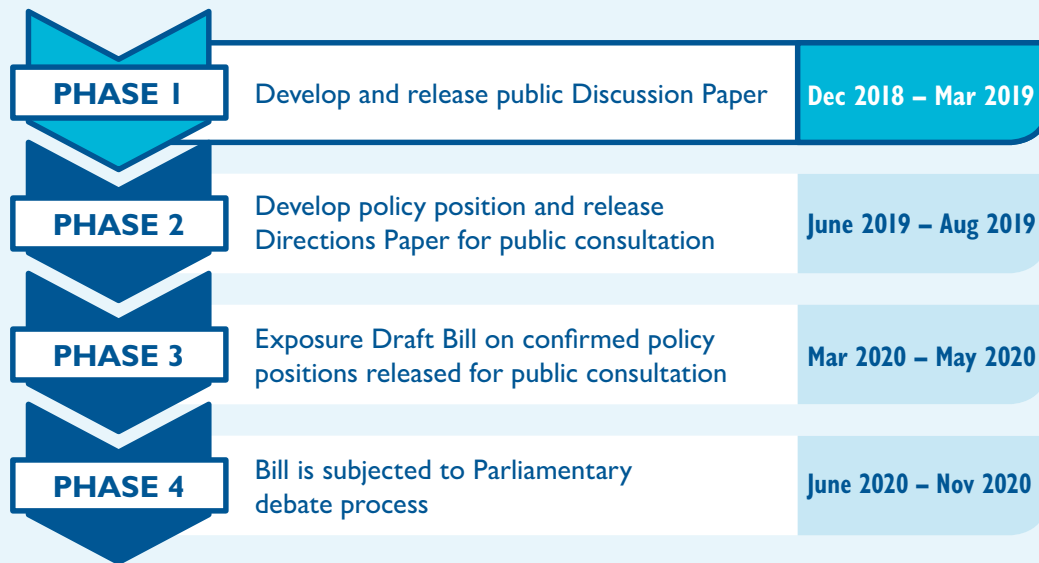 PHASE 1
Develop and release public Discussion Paper
Dec 2018 – Mar 2019
PHASE 2
Develop policy position and release
Directions Paper for public consultation
June 2019 – Aug 2019
PHASE 3
Exposure Draft Bill on confirmed policy
positions released for public consultation
Mar 2020 – May 2020
PHASE 4
Bill is subjected to Parliamentary
debate process
June 2020 – Nov 2020